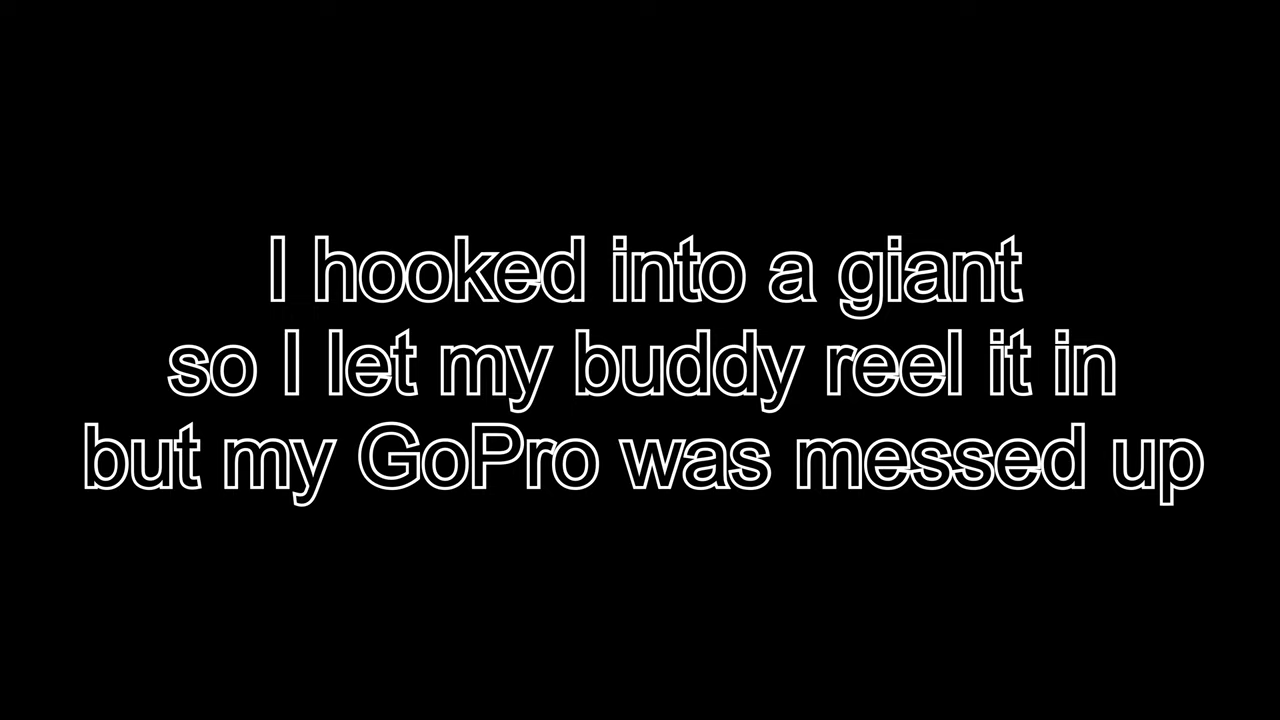 I hooked into a giant
so I let my buddy reel it in
but my GoPro was messed up